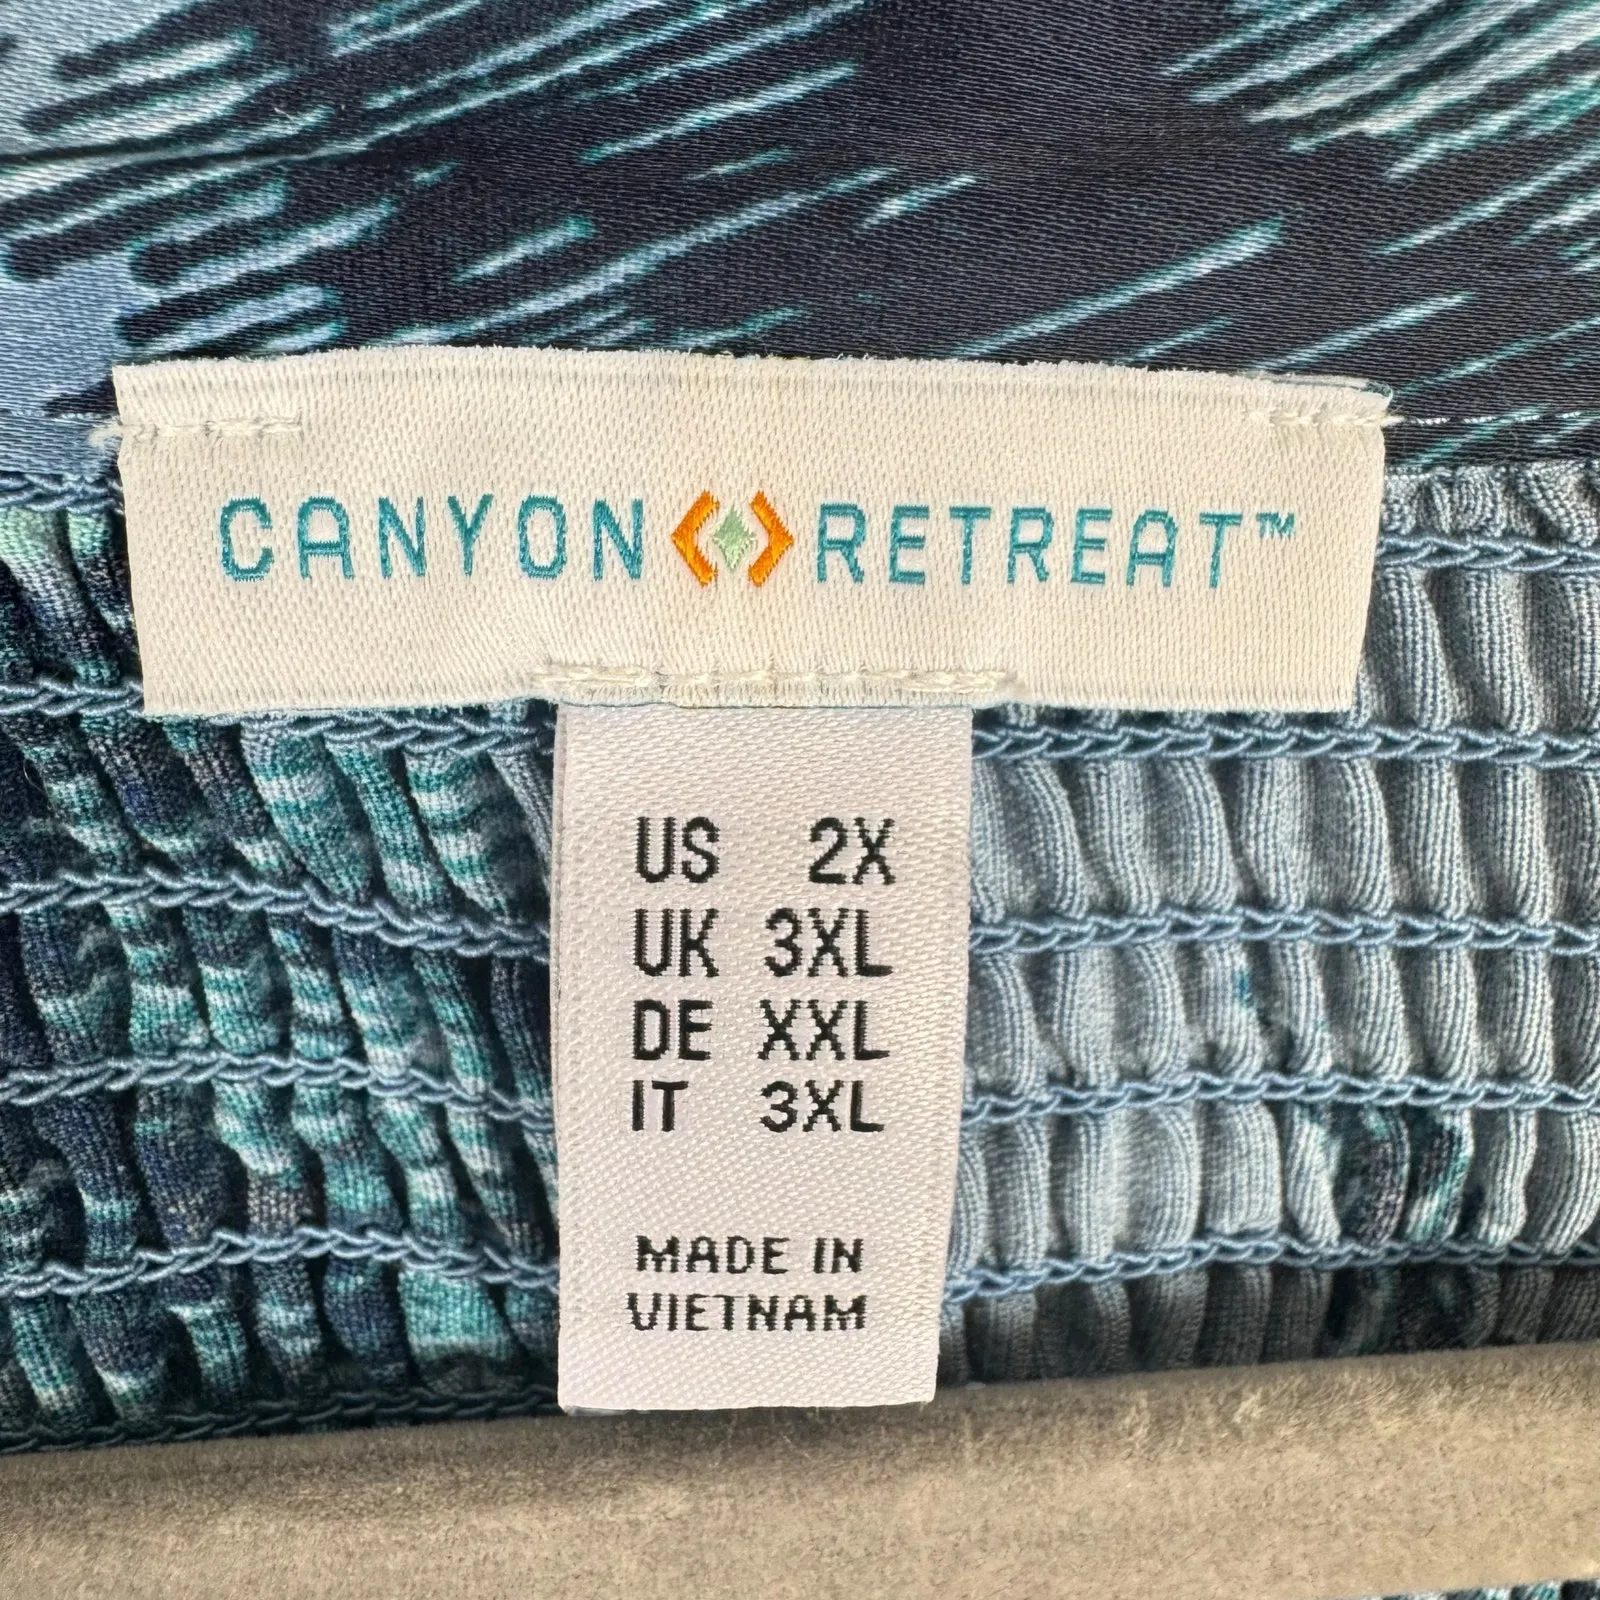 CANYON RETREAT™
US 2X
UK 3XL
DE XXL
IT 3XL
MADE IN
VIETNAM